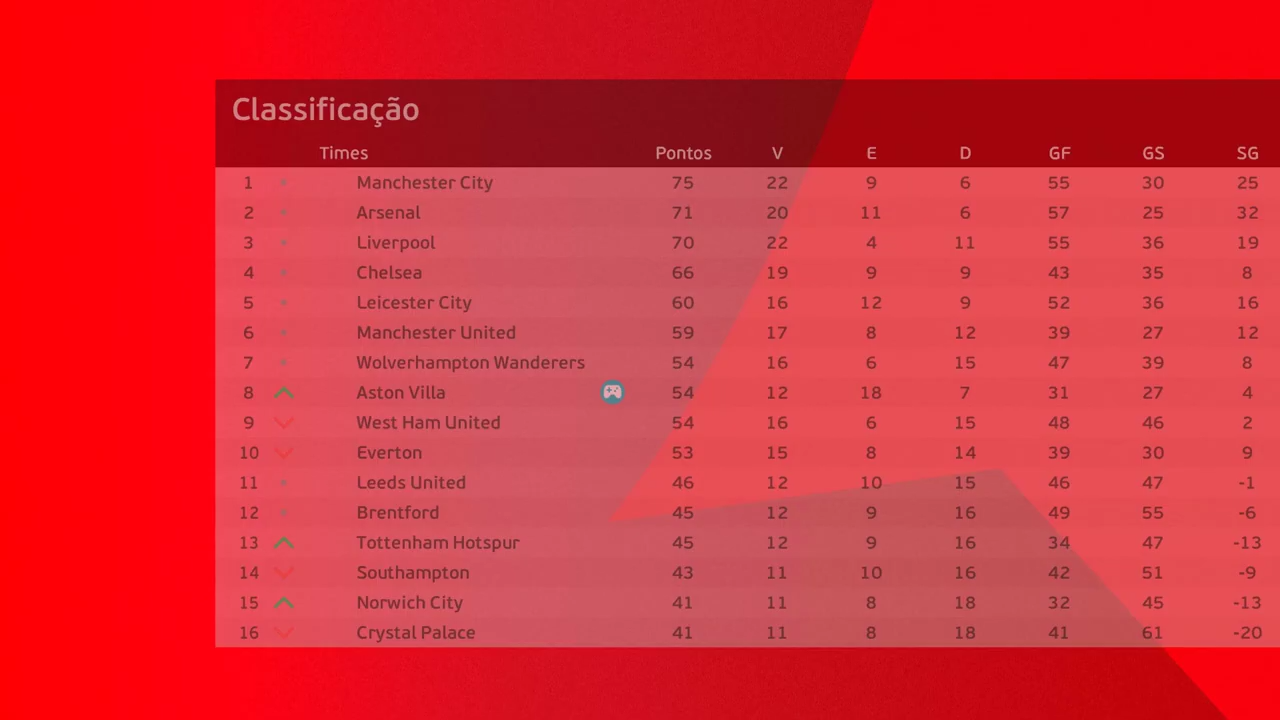 Classificação
Times Pontos V E D GF GS SG
1 Manchester City 75 22 9 6 55 30 25
2 Arsenal 71 20 11 6 57 25 32
3 Liverpool 70 22 4 11 55 36 19
4 Chelsea 66 19 9 9 43 35 8
5 Leicester City 60 16 12 9 52 36 16
6 Manchester United 59 17 8 12 39 27 12
7 Wolverhampton Wanderers 54 16 6 15 47 39 8
8 Aston Villa 54 12 18 7 31 27 4
9 West Ham United 54 16 6 15 48 46 2
10 Everton 53 15 8 14 39 30 9
11 Leeds United 46 12 10 15 46 47 -1
12 Brentford 45 12 9 16 49 55 -6
13 Tottenham Hotspur 45 12 9 16 34 47 -13
14 Southampton 43 11 10 16 42 51 -9
15 Norwich City 41 11 8 18 32 45 -13
16 Crystal Palace 41 11 8 18 41 61 -20